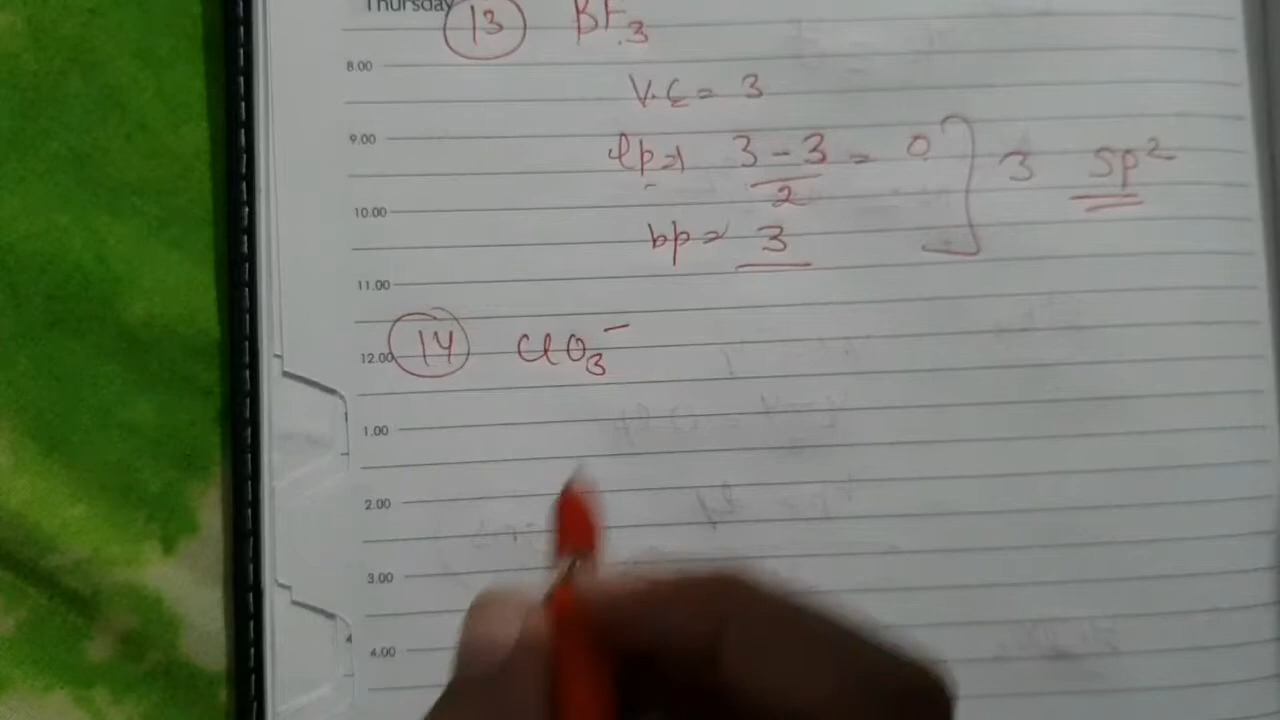 Thursday
13 BF3
8.00
V.E = 3
9.00
lp => 3 - 3 / 2 = 0 ] 3 sp²
10.00
bp = 3
11.00
14 ClO3⁻
12.00
1.00
2.00
3.00
4.00